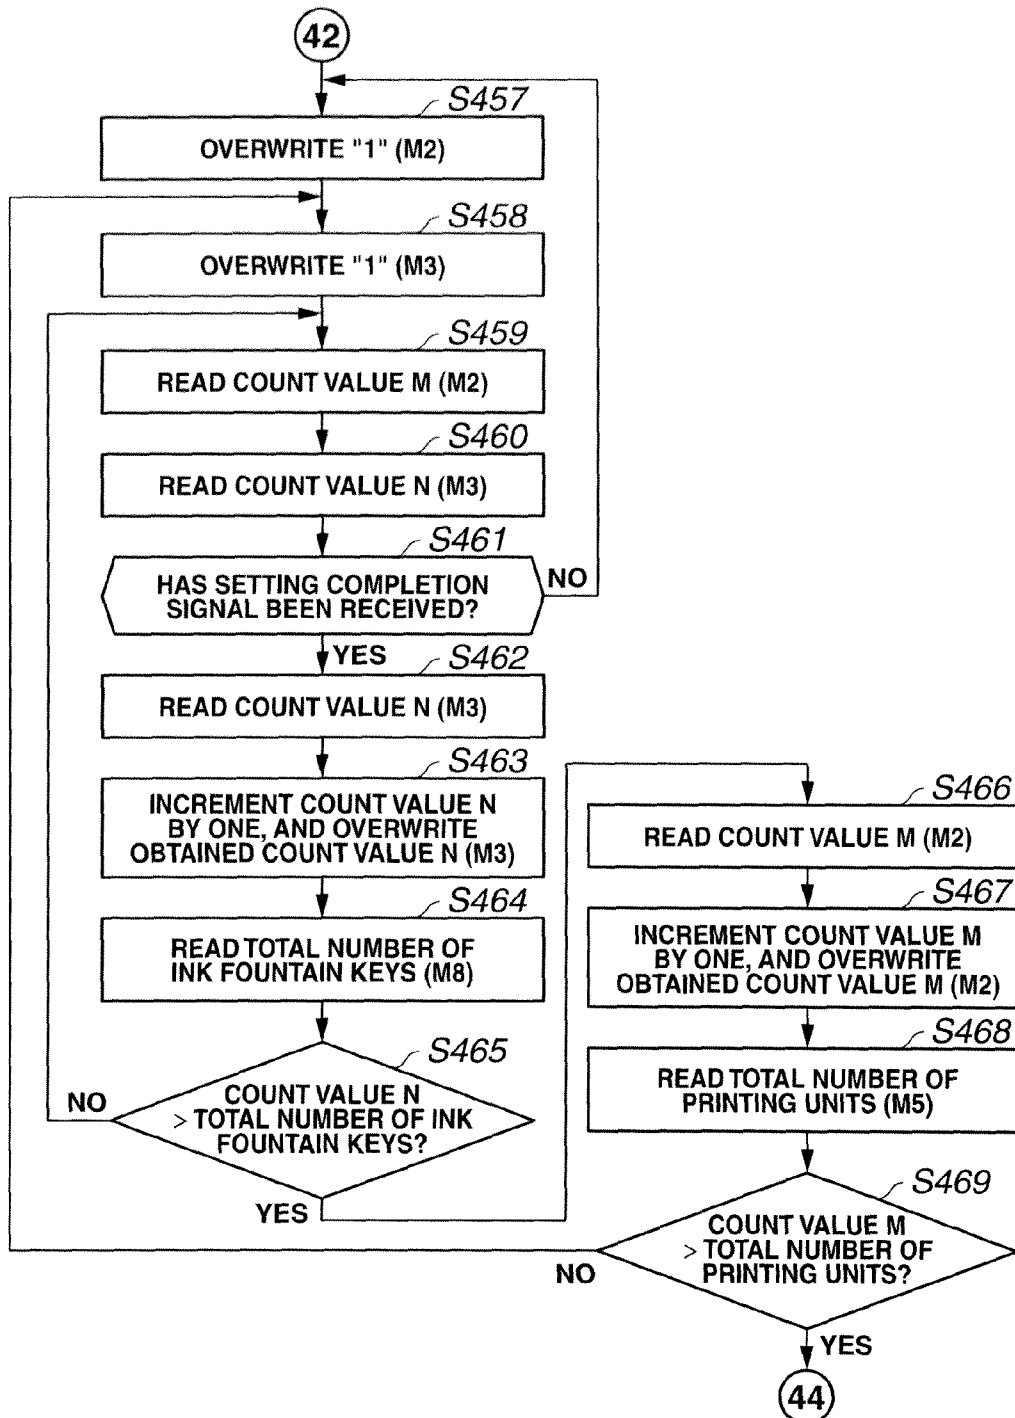 42
S457
OVERWRITE "1" (M2)
S458
OVERWRITE "1" (M3)
S459
READ COUNT VALUE M (M2)
S460
READ COUNT VALUE N (M3)
S461
HAS SETTING COMPLETION
SIGNAL BEEN RECEIVED?
NO
YES
S462
READ COUNT VALUE N (M3)
S463
INCREMENT COUNT VALUE N
BY ONE, AND OVERWRITE
OBTAINED COUNT VALUE N (M3)
S464
READ TOTAL NUMBER OF
INK FOUNTAIN KEYS (M8)
S465
COUNT VALUE N
> TOTAL NUMBER OF INK
FOUNTAIN KEYS?
NO
YES
S466
READ COUNT VALUE M (M2)
S467
INCREMENT COUNT VALUE M
BY ONE, AND OVERWRITE
OBTAINED COUNT VALUE M (M2)
S468
READ TOTAL NUMBER OF
PRINTING UNITS (M5)
S469
COUNT VALUE M
> TOTAL NUMBER OF
PRINTING UNITS?
NO
YES
44